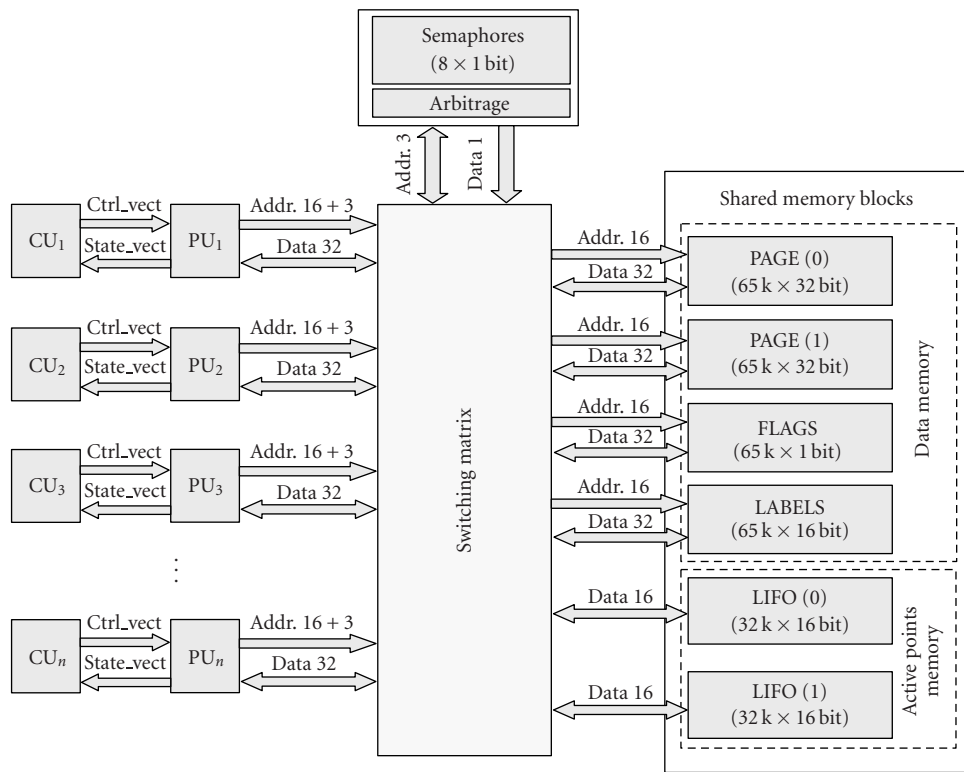 Semaphores
(8 × 1 bit)
Arbitrage
Addr. 3
Data 1
CU1
Ctrl_vect
State_vect
PU1
Addr. 16 + 3
Data 32
CU2
Ctrl_vect
State_vect
PU2
Addr. 16 + 3
Data 32
CU3
Ctrl_vect
State_vect
PU3
Addr. 16 + 3
Data 32
...
CUn
Ctrl_vect
State_vect
PUn
Addr. 16 + 3
Data 32
Switching matrix
Shared memory blocks
Addr. 16
Data 32
PAGE (0)
(65 k × 32 bit)
Addr. 16
Data 32
PAGE (1)
(65 k × 32 bit)
Addr. 16
Data 32
FLAGS
(65 k × 1 bit)
Addr. 16
Data 32
LABELS
(65 k × 16 bit)
Data memory
Data 16
LIFO (0)
(32 k × 16 bit)
Data 16
LIFO (1)
(32 k × 16 bit)
Active points
memory